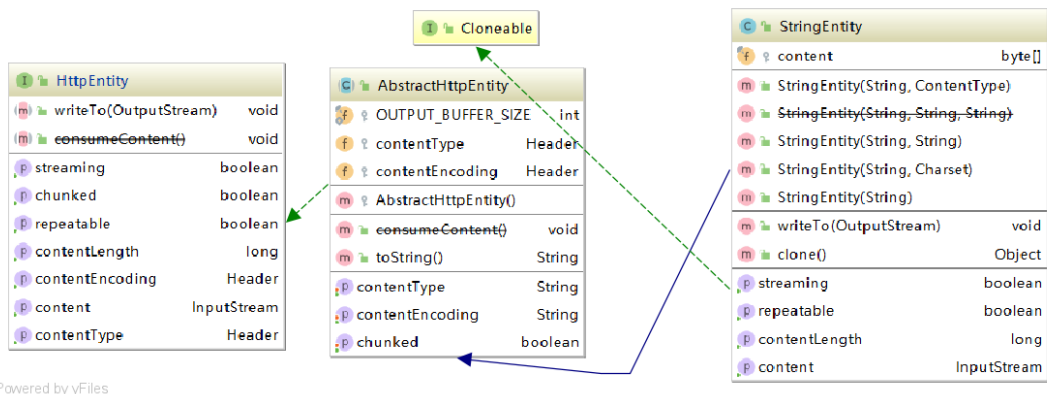 Cloneable
HttpEntity
writeTo(OutputStream) void
consumeContent() void
streaming boolean
chunked boolean
repeatable boolean
contentLength long
contentEncoding Header
content InputStream
contentType Header
AbstractHttpEntity
OUTPUT_BUFFER_SIZE int
contentType Header
contentEncoding Header
AbstractHttpEntity()
consumeContent() void
toString() String
contentType String
contentEncoding String
chunked boolean
StringEntity
content byte[]
StringEntity(String, ContentType)
StringEntity(String, String, String)
StringEntity(String, String)
StringEntity(String, Charset)
StringEntity(String)
writeTo(OutputStream) void
clone() Object
streaming boolean
repeatable boolean
contentLength long
content InputStream
Powered by yFiles